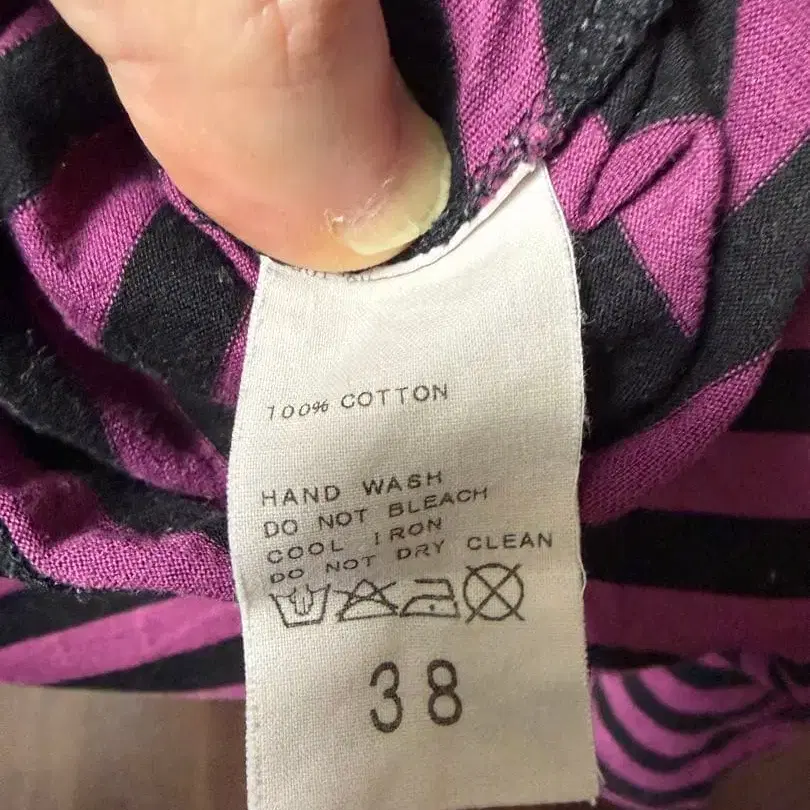 100% COTTON
HAND WASH
DO NOT BLEACH
COOL IRON
DO NOT DRY CLEAN
38